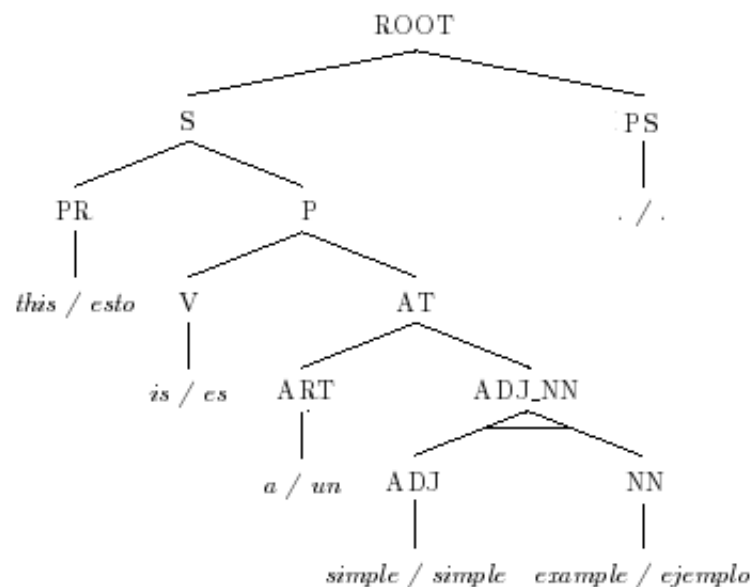 ROOT
S PS
PR P . / .
this / esto V AT
is / es ART ADJ_NN
a / un ADJ NN
simple / simple example / ejemplo